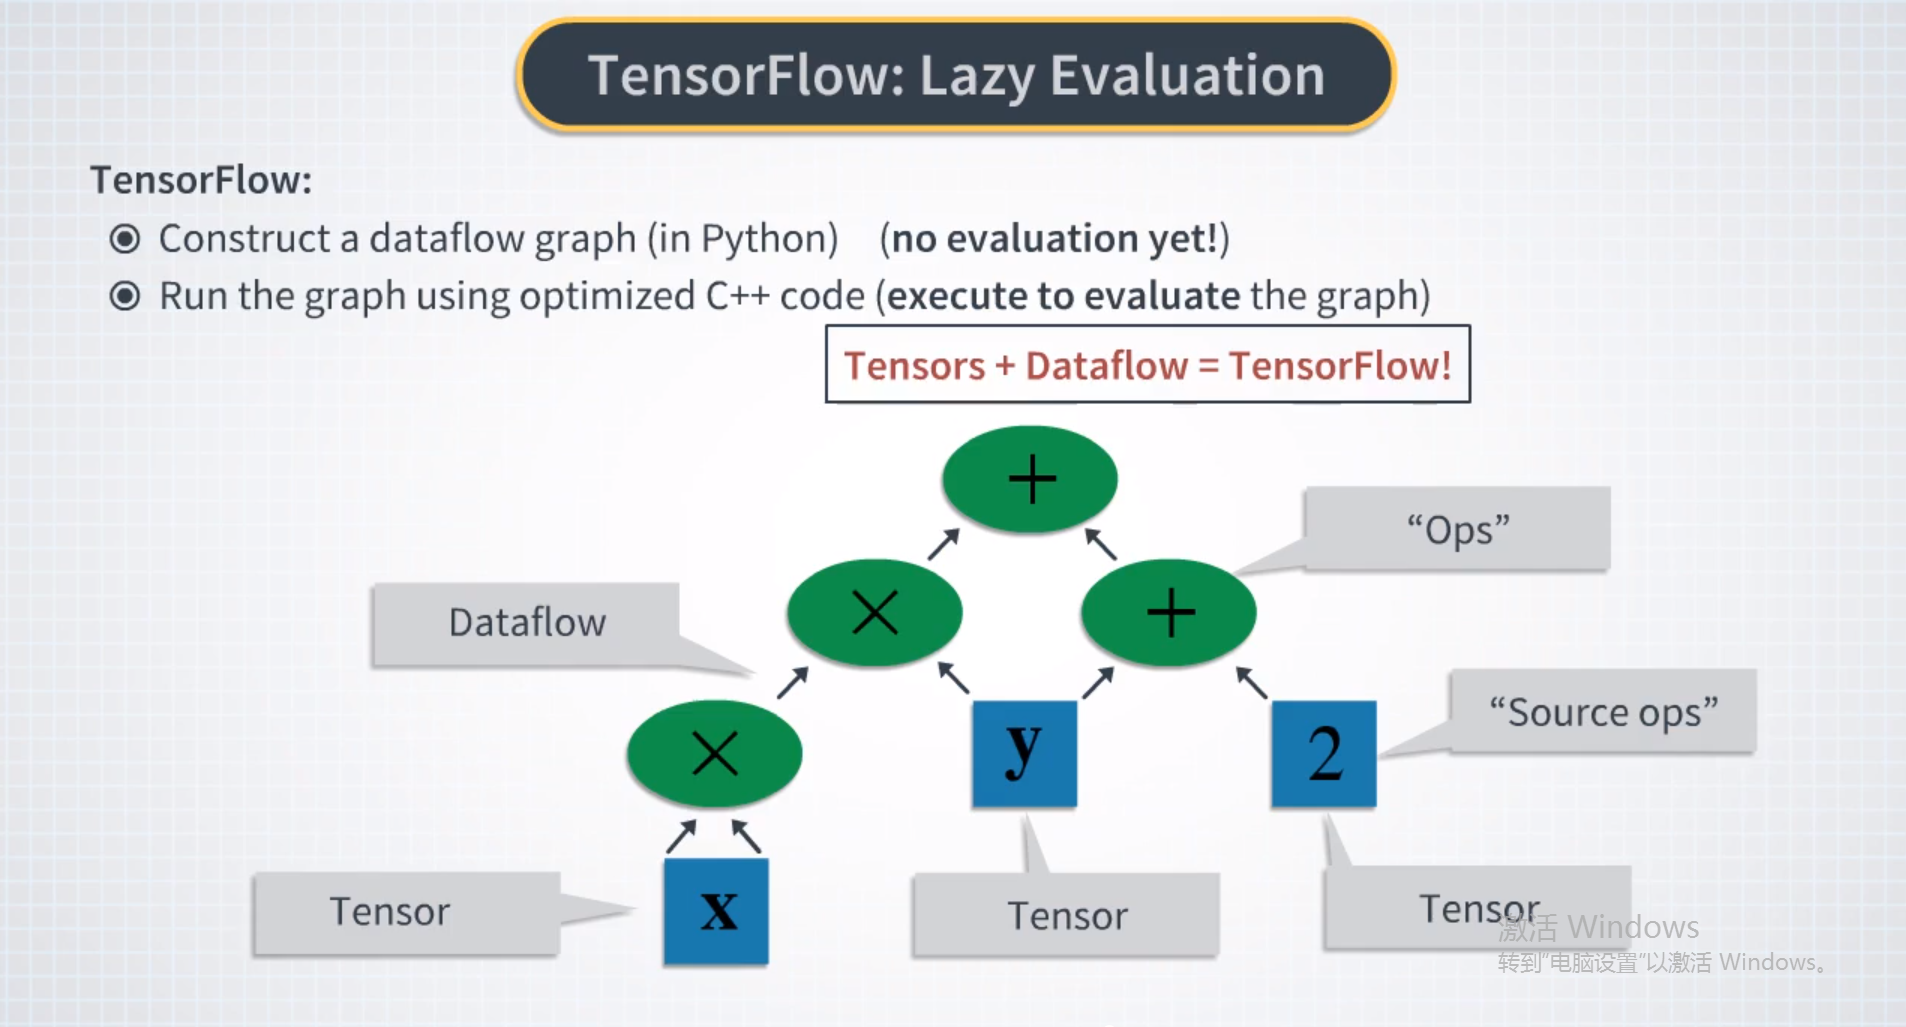 TensorFlow: Lazy Evaluation
TensorFlow:
Construct a dataflow graph (in Python) (no evaluation yet!)
Run the graph using optimized C++ code (execute to evaluate the graph)
Tensors + Dataflow = TensorFlow!
+
“Ops”
Dataflow
×
+
“Source ops”
×
y
2
Tensor
x
Tensor
Tensor
激活 Windows
转到“电脑设置”以激活 Windows。